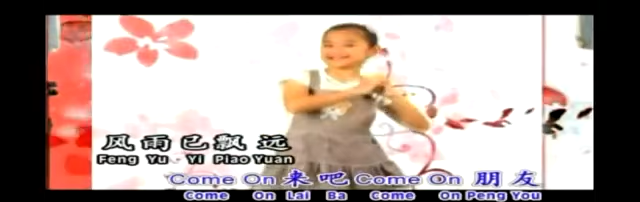 风雨已飘远
Feng Yu Yi Piao Yuan
Come On 来吧 Come On 朋友
Come On Lai Ba Come On Peng You